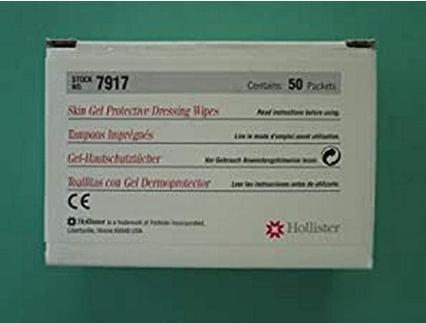 STOCK NO. 7917 Contains: 50 Packets
Skin Gel Protective Dressing Wipes Read instructions before using.
Tampons Imprégnés Lire le mode d'emploi avant utilisation.
Gel-Hautschutztücher Vor Gebrauch Anwendungshinweise lesen.
Toallitas con Gel Dermoprotector Leer las instrucciones antes de utilizarlo.
CE
Hollister is a trademark of Hollister Incorporated,
Libertyville, Illinois 60048 USA
Hollister